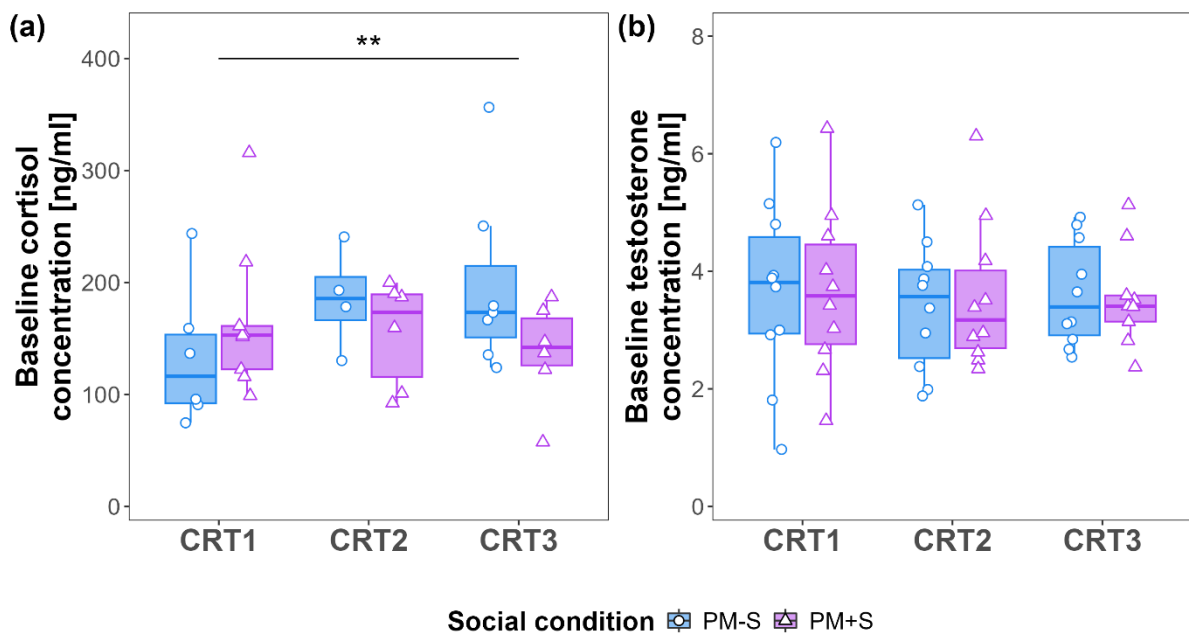 (a)
Baseline cortisol
concentration [ng/ml]
400
300
200
100
0
**
CRT1 CRT2 CRT3
(b)
Baseline testosterone
concentration [ng/ml]
8
6
4
2
0
CRT1 CRT2 CRT3
Social condition PM-S PM+S